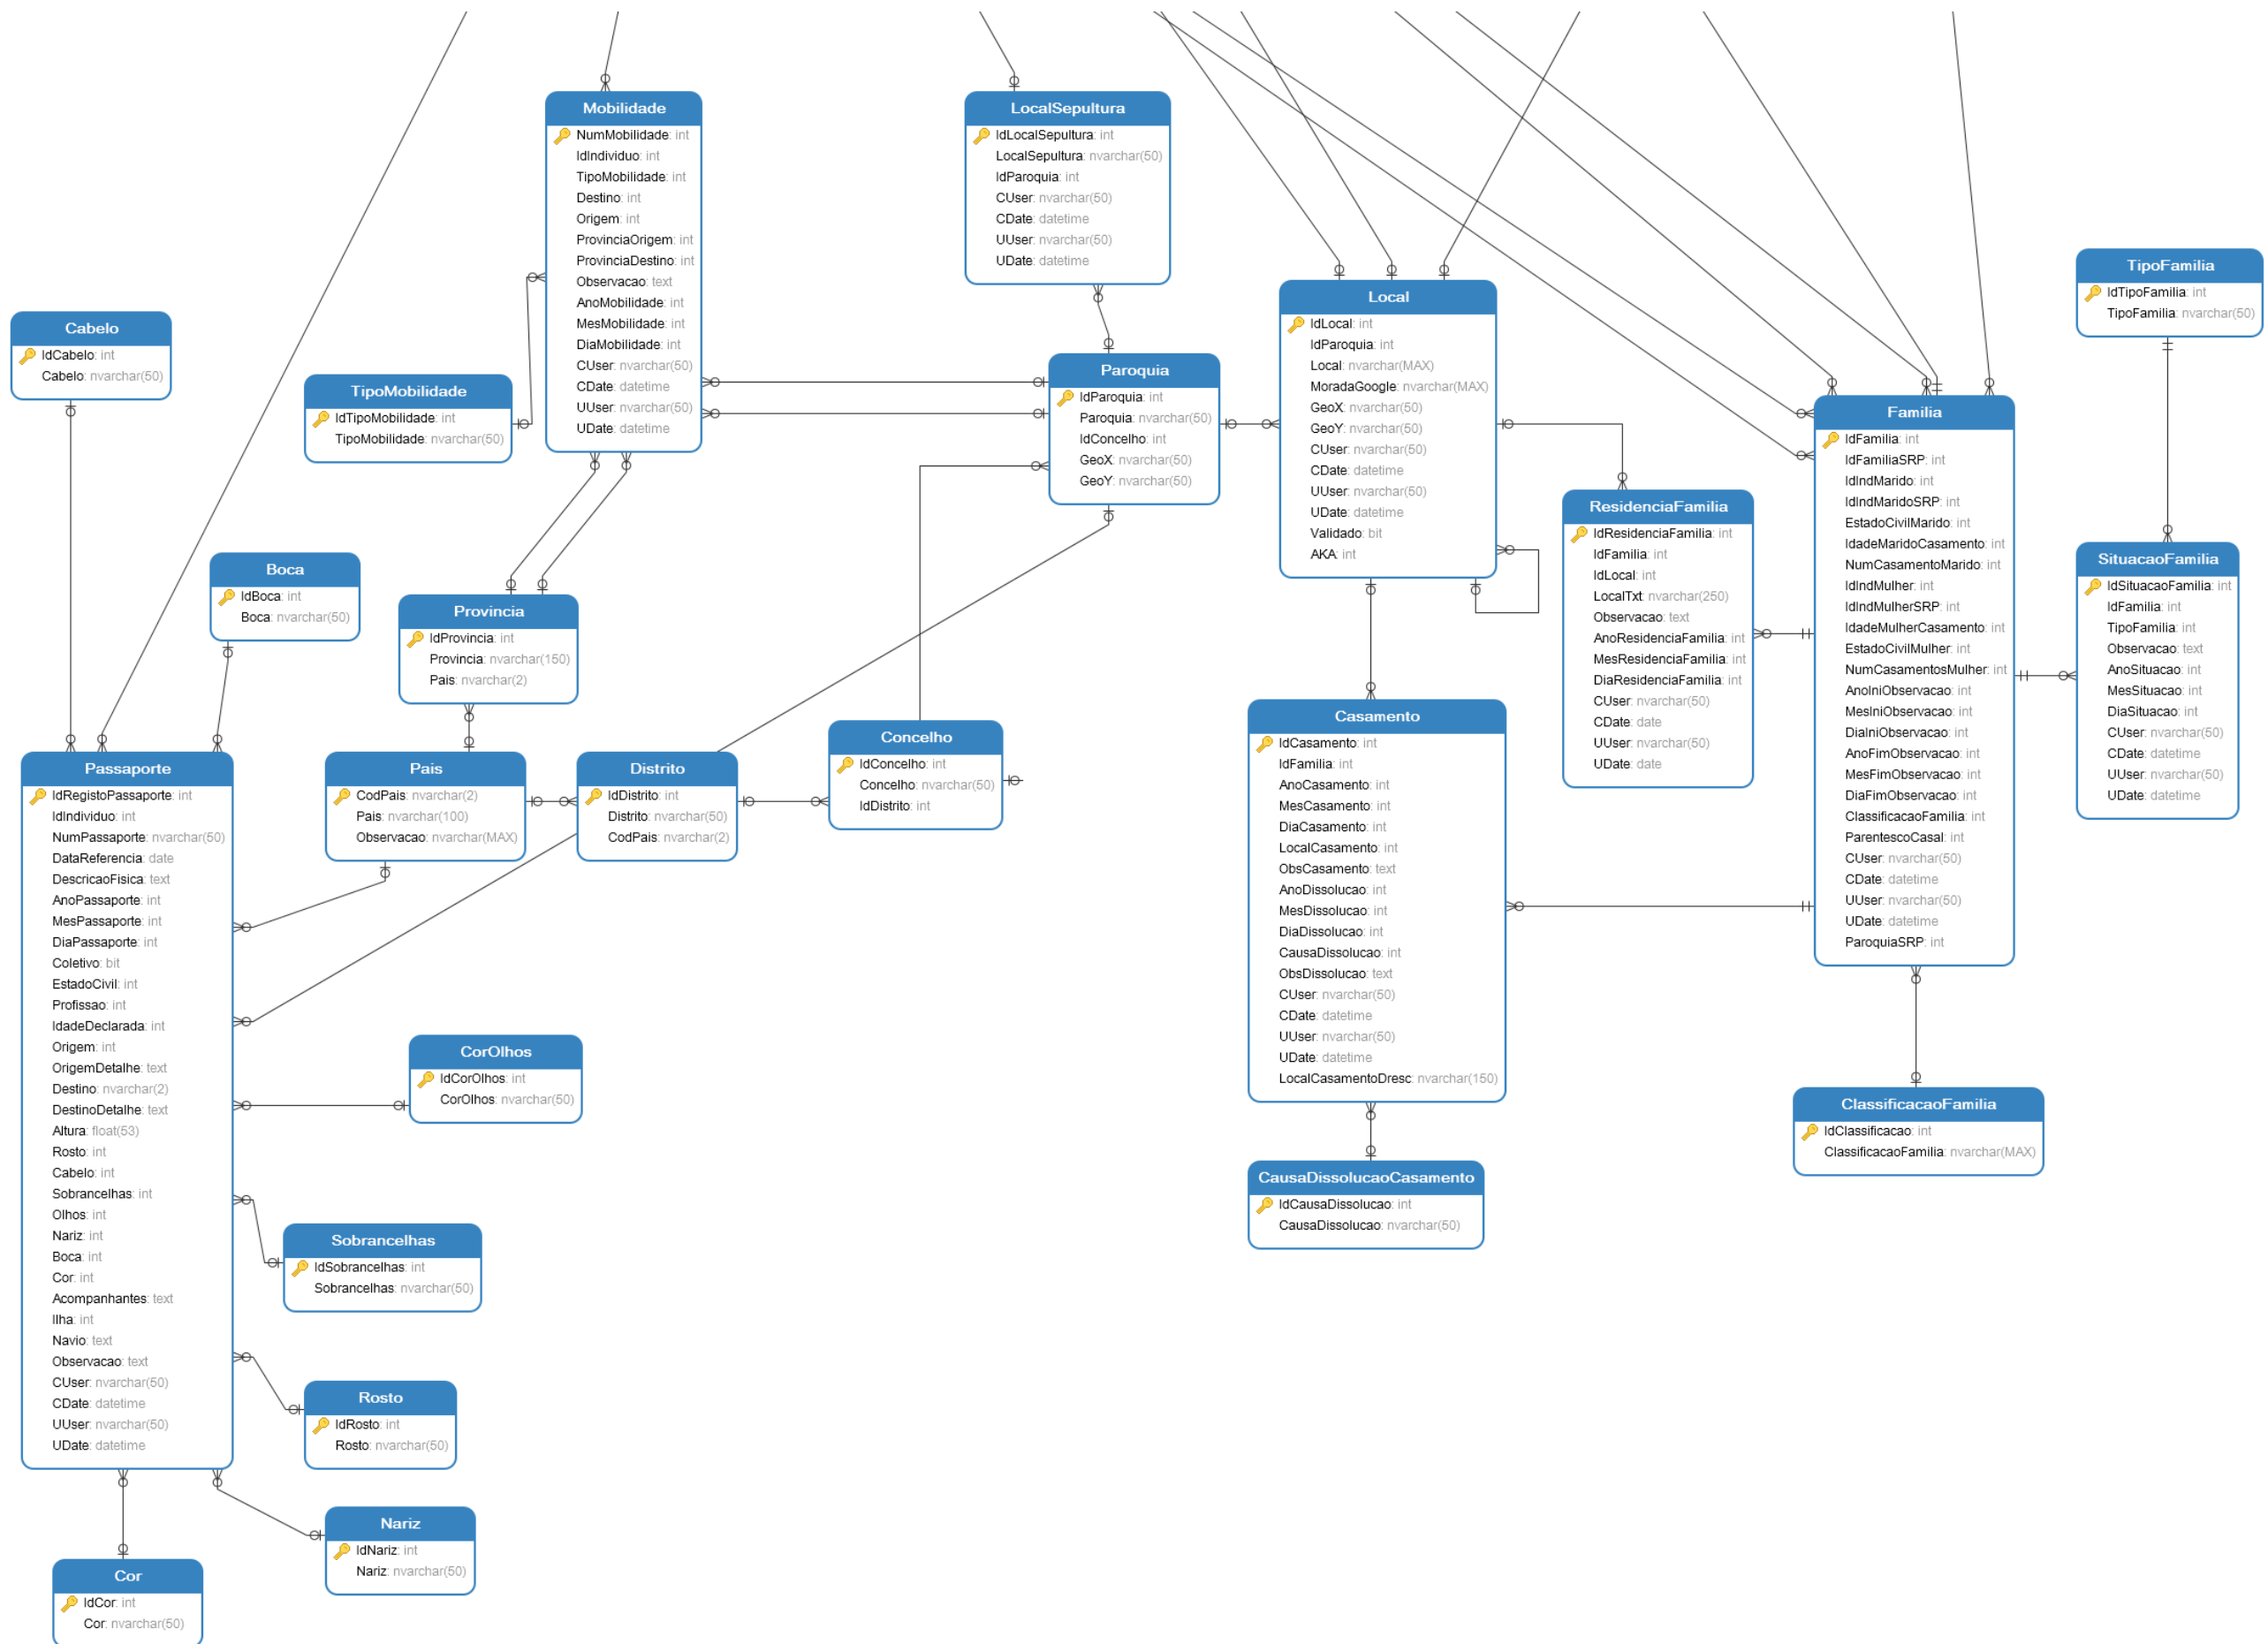 Mobilidade
NumMobilidade: int
IdIndividuo: int
TipoMobilidade: int
Destino: int
Origem: int
ProvinciaOrigem: int
ProvinciaDestino: int
Observacao: text
AnoMobilidade: int
MesMobilidade: int
DiaMobilidade: int
CUser: nvarchar(50)
CDate: datetime
UUser: nvarchar(50)
UDate: datetime
LocalSepultura
IdLocalSepultura: int
LocalSepultura: nvarchar(50)
IdParoquia: int
CUser: nvarchar(50)
CDate: datetime
UUser: nvarchar(50)
UDate: datetime
Local
IdLocal: int
IdParoquia: int
Local: nvarchar(MAX)
MoradaGoogle: nvarchar(MAX)
GeoX: nvarchar(50)
GeoY: nvarchar(50)
CUser: nvarchar(50)
CDate: datetime
UUser: nvarchar(50)
UDate: datetime
Validado: bit
AKA: int
TipoFamilia
IdTipoFamilia: int
TipoFamilia: nvarchar(50)
Cabelo
IdCabelo: int
Cabelo: nvarchar(50)
TipoMobilidade
IdTipoMobilidade: int
TipoMobilidade: nvarchar(50)
Paroquia
IdParoquia: int
Paroquia: nvarchar(50)
IdConcelho: int
GeoX: nvarchar(50)
GeoY: nvarchar(50)
Familia
IdFamilia: int
IdFamiliaSRP: int
IdIndMarido: int
IdIndMaridoSRP: int
EstadoCivilMarido: int
IdadeMaridoCasamento: int
NumCasamentoMarido: int
IdIndMulher: int
IdIndMulherSRP: int
IdadeMulherCasamento: int
EstadoCivilMulher: int
NumCasamentosMulher: int
AnoIniObservacao: int
MesIniObservacao: int
DiaIniObservacao: int
AnoFimObservacao: int
MesFimObservacao: int
DiaFimObservacao: int
ClassificacaoFamilia: int
ParentescoCasal: int
CUser: nvarchar(50)
CDate: datetime
UUser: nvarchar(50)
UDate: datetime
ParoquiaSRP: int
ResidenciaFamilia
IdResidenciaFamilia: int
IdFamilia: int
IdLocal: int
LocalTxt: nvarchar(250)
Observacao: text
AnoResidenciaFamilia: int
MesResidenciaFamilia: int
DiaResidenciaFamilia: int
CUser: nvarchar(50)
CDate: date
UUser: nvarchar(50)
UDate: date
SituacaoFamilia
IdSituacaoFamilia: int
IdFamilia: int
TipoFamilia: int
Observacao: text
AnoSituacao: int
MesSituacao: int
DiaSituacao: int
CUser: nvarchar(50)
CDate: datetime
UUser: nvarchar(50)
UDate: datetime
Boca
IdBoca: int
Boca: nvarchar(50)
Provincia
IdProvincia: int
Provincia: nvarchar(150)
Pais: nvarchar(2)
Passaporte
IdRegistoPassaporte: int
IdIndividuo: int
NumPassaporte: nvarchar(50)
DataReferencia: date
DescricaoFisica: text
AnoPassaporte: int
MesPassaporte: int
DiaPassaporte: int
Coletivo: bit
EstadoCivil: int
Profissao: int
IdadeDeclarada: int
Origem: int
OrigemDetalhe: text
Destino: nvarchar(2)
DestinoDetalhe: text
Altura: float(53)
Rosto: int
Cabelo: int
Sobrancelhas: int
Olhos: int
Nariz: int
Boca: int
Cor: int
Acompanhantes: text
Ilha: int
Navio: text
Observacao: text
CUser: nvarchar(50)
CDate: datetime
UUser: nvarchar(50)
UDate: datetime
Pais
CodPais: nvarchar(2)
Pais: nvarchar(100)
Observacao: nvarchar(MAX)
Distrito
IdDistrito: int
Distrito: nvarchar(50)
CodPais: nvarchar(2)
Concelho
IdConcelho: int
Concelho: nvarchar(50)
IdDistrito: int
Casamento
IdCasamento: int
IdFamilia: int
AnoCasamento: int
MesCasamento: int
DiaCasamento: int
LocalCasamento: int
ObsCasamento: text
AnoDissolucao: int
MesDissolucao: int
DiaDissolucao: int
CausaDissolucao: int
ObsDissolucao: text
CUser: nvarchar(50)
CDate: datetime
UUser: nvarchar(50)
UDate: datetime
LocalCasamentoDresc: nvarchar(150)
CorOlhos
IdCorOlhos: int
CorOlhos: nvarchar(50)
ClassificacaoFamilia
IdClassificacao: int
ClassificacaoFamilia: nvarchar(MAX)
CausaDissolucaoCasamento
IdCausaDissolucao: int
CausaDissolucao: nvarchar(50)
Sobrancelhas
IdSobrancelhas: int
Sobrancelhas: nvarchar(50)
Rosto
IdRosto: int
Rosto: nvarchar(50)
Nariz
IdNariz: int
Nariz: nvarchar(50)
Cor
IdCor: int
Cor: nvarchar(50)